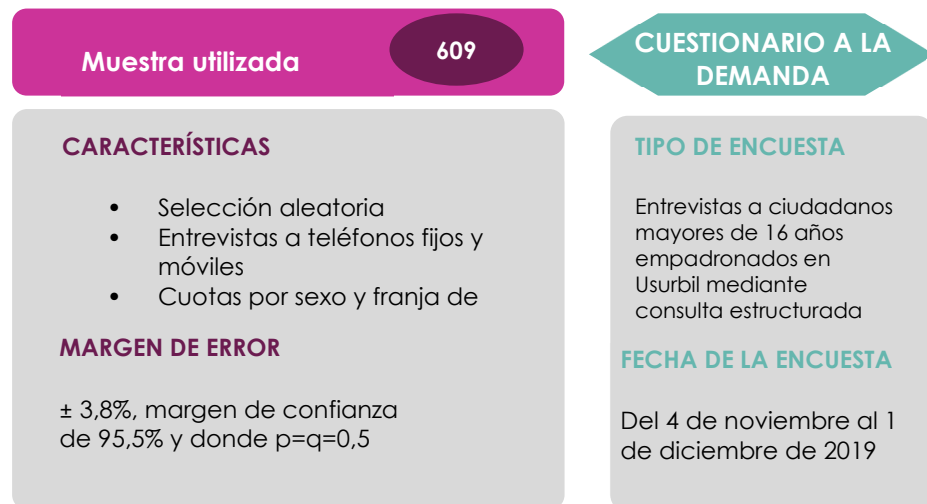 Muestra utilizada
609
CARACTERÍSTICAS
• Selección aleatoria
• Entrevistas a teléfonos fijos y
móviles
• Cuotas por sexo y franja de
MARGEN DE ERROR
± 3,8%, margen de confianza
de 95,5% y donde p=q=0,5
CUESTIONARIO A LA
DEMANDA
TIPO DE ENCUESTA
Entrevistas a ciudadanos
mayores de 16 años
empadronados en
Usurbil mediante
consulta estructurada
FECHA DE LA ENCUESTA
Del 4 de noviembre al 1
de diciembre de 2019